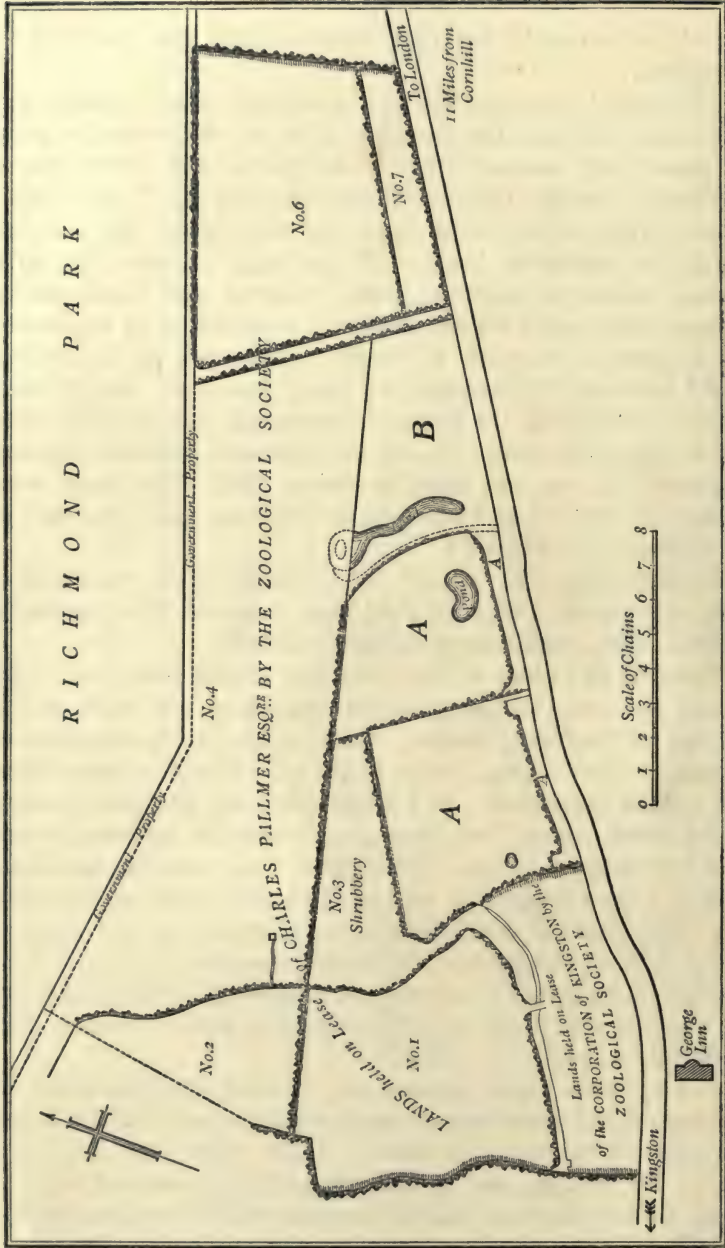 RICHMOND PARK
Government Property
Government Property
No.4
No.6
No.7
To London
11 Miles from
Cornhill
No.2
LANDS held on Lease of CHARLES PALLMER ESQRE BY THE ZOOLOGICAL SOCIETY
No.3
Shrubbery
No.1
A
A
A
Pond
B
Lands held on Lease
of the CORPORATION of KINGSTON by the
ZOOLOGICAL SOCIETY
Scale of Chains
0 1 2 3 4 5 6 7 8
George
Inn
Kingston